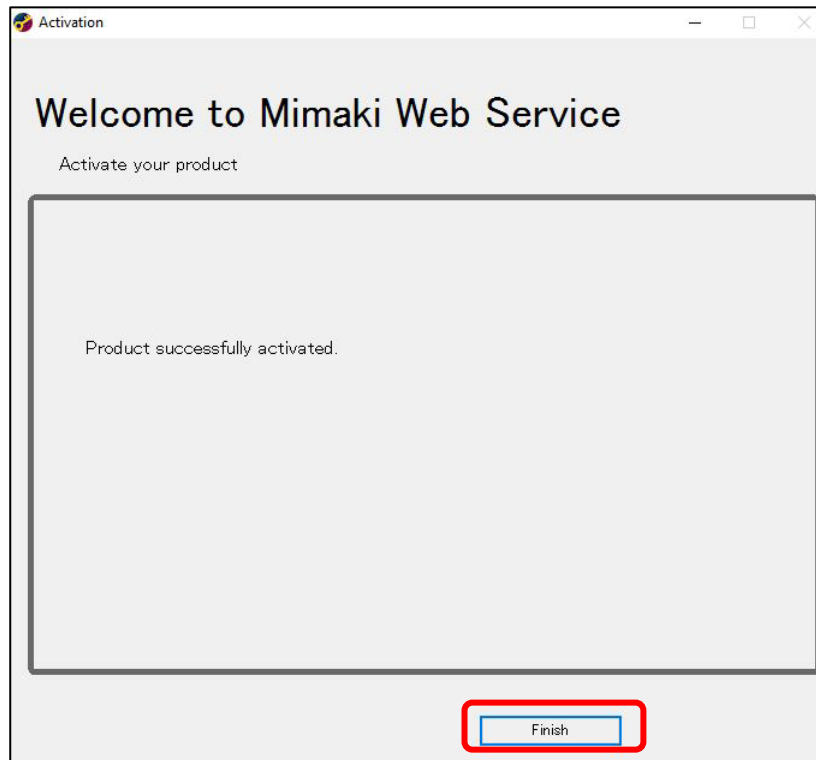 Activation
Welcome to Mimaki Web Service
Activate your product
Product successfully activated.
Finish